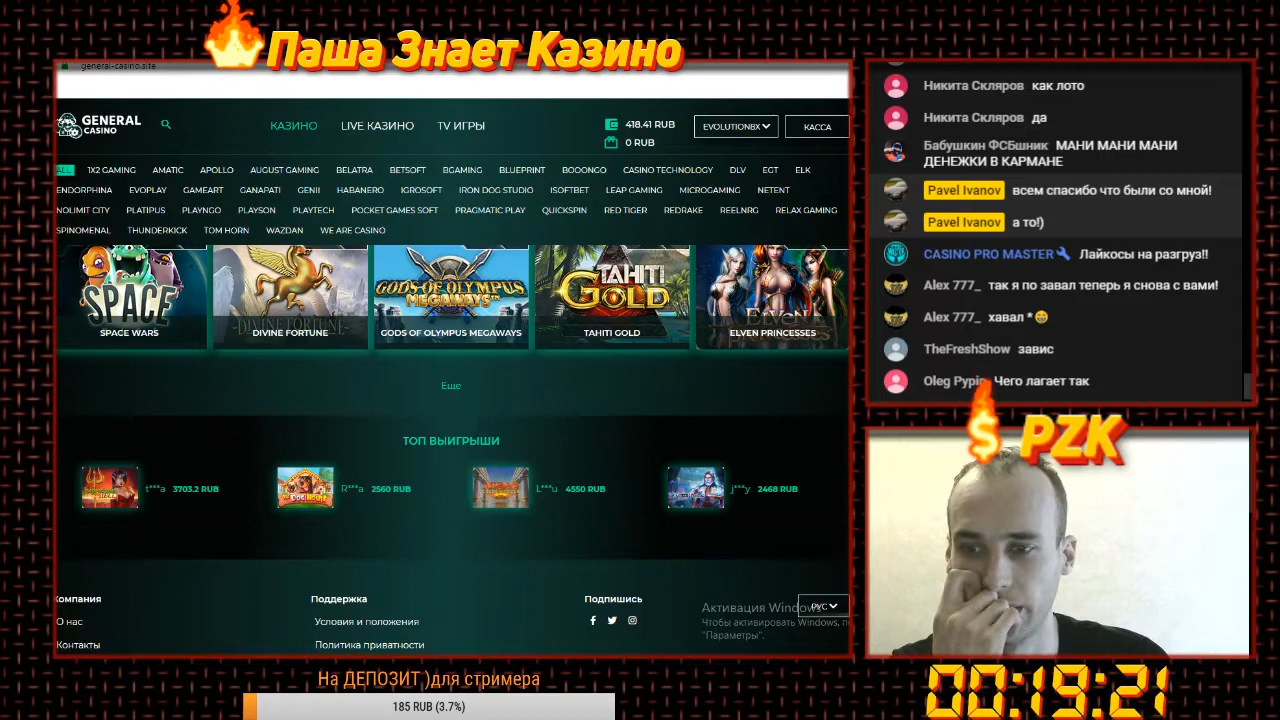 Паша Знает Казино
general-casino.site
GENERAL
CASINO
КАЗИНО LIVE КАЗИНО TV ИГРЫ
418.41 RUB
0 RUB
EVOLUTIONBX
КАССА
ALL 1X2 GAMING AMATIC APOLLO AUGUST GAMING BELATRA BETSOFT BGAMING BLUEPRINT BOOONGO CASINO TECHNOLOGY DLV EGT ELK
ENDORPHINA EVOPLAY GAMEART GANAPATI GENII HABANERO IGROSOFT IRON DOG STUDIO ISOFTBET LEAP GAMING MICROGAMING NETENT
NOLIMIT CITY PLATIPUS PLAYNGO PLAYSON PLAYTECH POCKET GAMES SOFT PRAGMATIC PLAY QUICKSPIN RED TIGER REDRAKE REELNRG RELAX GAMING
SPINOMENAL THUNDERKICK TOM HORN WAZDAN WE ARE CASINO
SPACE
GODS OF OLYMPUS
MEGAWAYS
TAHITI
GOLD
ELVEN
SPACE WARS DIVINE FORTUNE GODS OF OLYMPUS MEGAWAYS TAHITI GOLD ELVEN PRINCESSES
Еще
ТОП ВЫИГРЫШИ
t***a 3703.2 RUB R***a 2560 RUB L***u 4550 RUB j***y 2468 RUB
Компания Поддержка Подпишись
О нас Условия и положения
Контакты Политика приватности
РУС
Активация Windows
Чтобы активировать Windows,
"Параметры".
Никита Скляров как лото
Никита Скляров да
Бабушкин ФСБшник МАНИ МАНИ МАНИ
ДЕНЕЖКИ В КАРМАНЕ
Pavel Ivanov всем спасибо что были со мной!
Pavel Ivanov а то!)
CASINO PRO MASTER Лайкосы на разгруз!!
Alex 777_ так я по завал теперь я снова с вами!
Alex 777_ хавал *
TheFreshShow завис
Oleg Pypin Чего лагает так
$ PZK
На ДЕПОЗИТ )для стримера
185 RUB (3.7%)
00:19:21